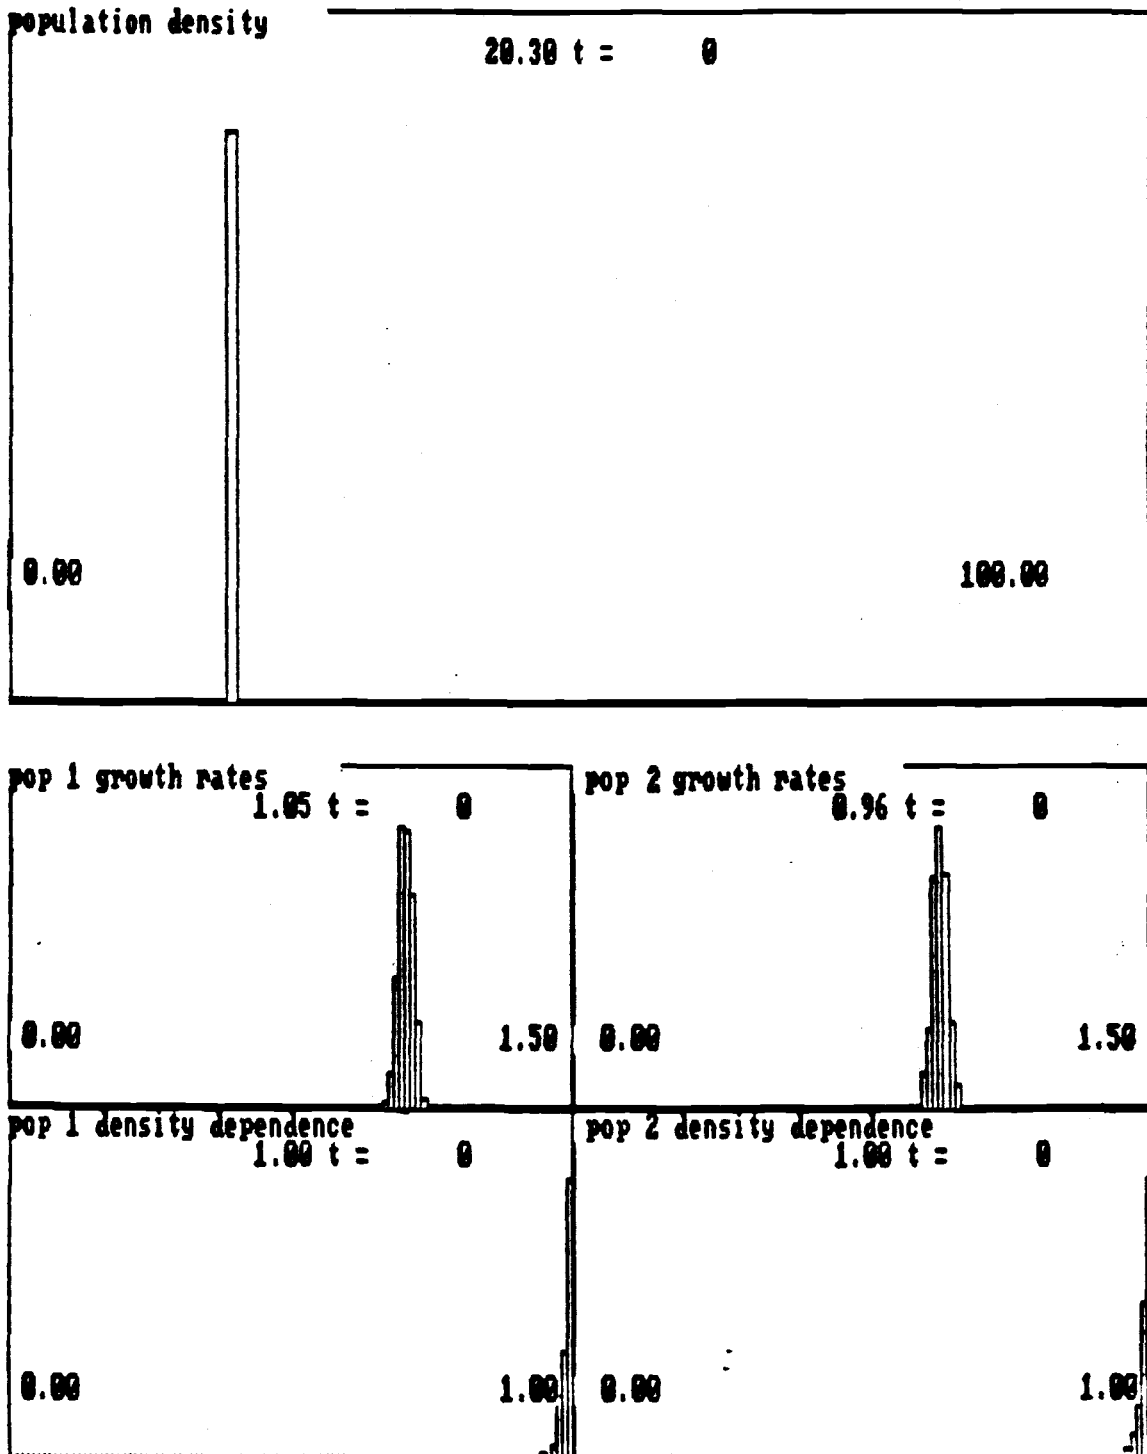 population density
20.30 t = 0
0.00 100.00
pop 1 growth rates
1.05 t = 0
0.00 1.50
pop 2 growth rates
0.96 t = 0
0.00 1.50
pop 1 density dependence
1.00 t = 0
0.00 1.00
pop 2 density dependence
1.00 t = 0
0.00 1.00